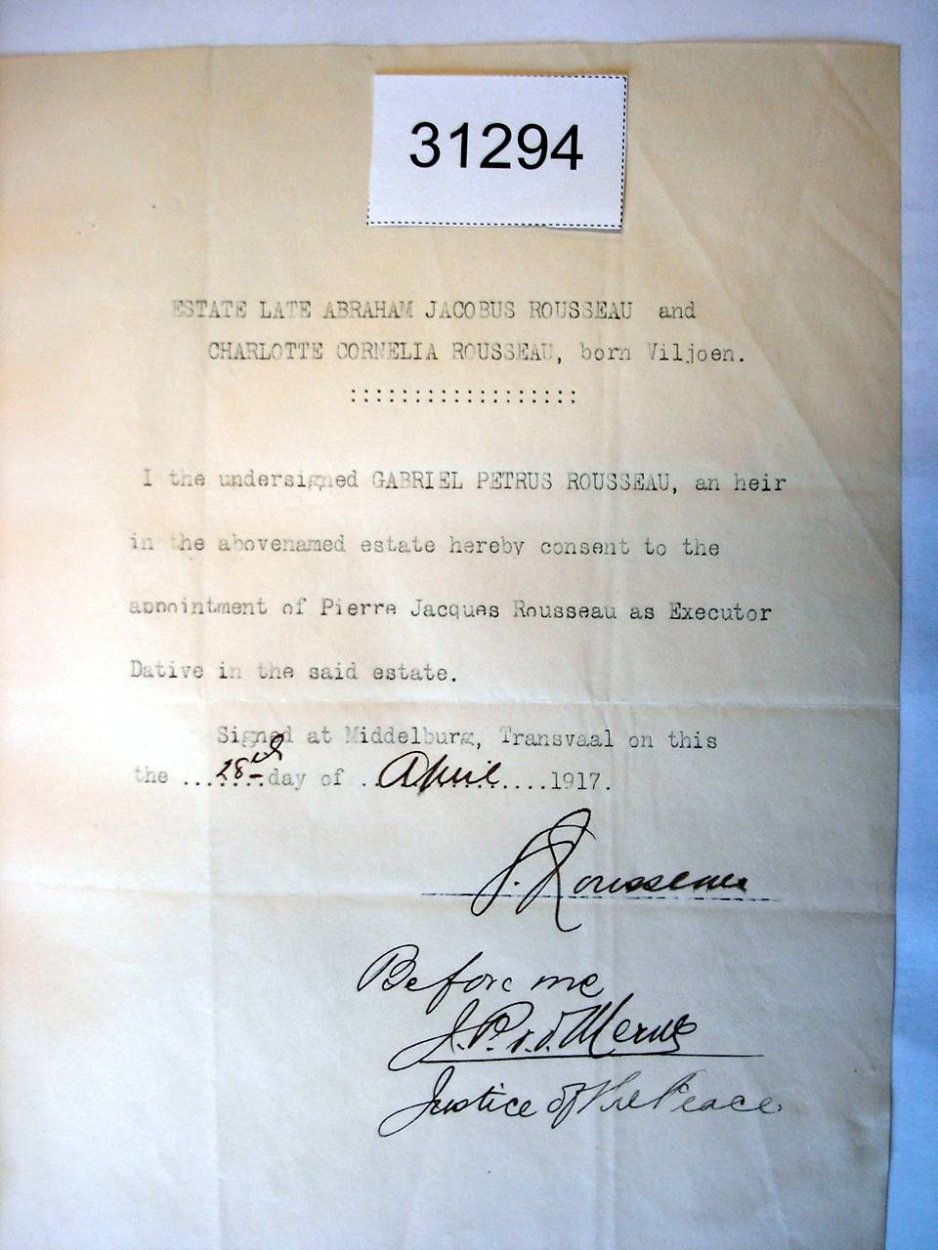 31294
ESTATE LATE ABRAHAM JACOBUS ROUSSEAU and
CHARLOTTE CORNELIA ROUSSEAU, born Viljoen.
::::::::::::::::::
I the undersigned GABRIEL PETRUS ROUSSEAU, an heir
in the abovenamed estate hereby consent to the
appointment of Pierre Jacques Rousseau as Executor
Dative in the said estate.
Signed at Middelburg, Transvaal on this
the ...28th...day of ..April....1917.
Rousseau
Before me
J.P. v.d. Merwe
Justice of the Peace